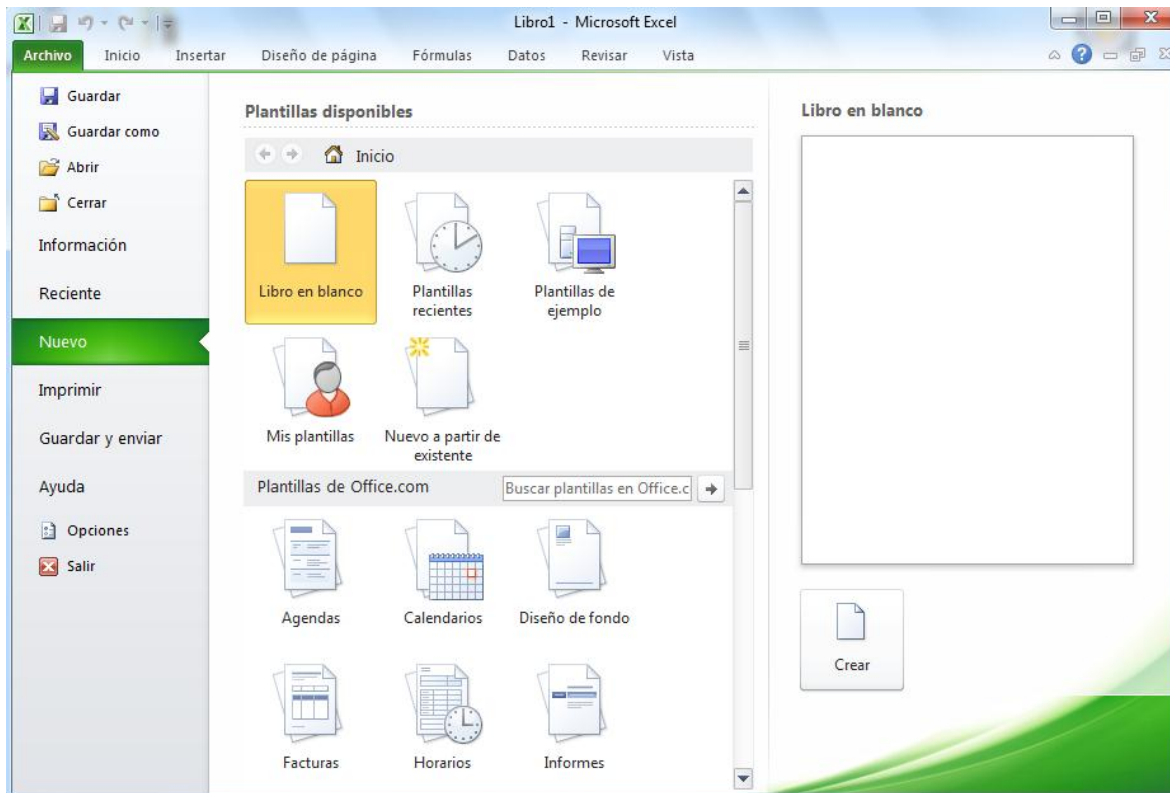 Libro1 - Microsoft Excel
Archivo Inicio Insertar Diseño de página Fórmulas Datos Revisar Vista
Guardar
Guardar como
Abrir
Cerrar
Información
Reciente
Nuevo
Imprimir
Guardar y enviar
Ayuda
Opciones
Salir
Plantillas disponibles
Inicio
Libro en blanco
Plantillas
recientes
Plantillas de
ejemplo
Mis plantillas
Nuevo a partir de
existente
Plantillas de Office.com
Buscar plantillas en Office.c
Agendas
Calendarios
Diseño de fondo
Facturas
Horarios
Informes
Libro en blanco
Crear